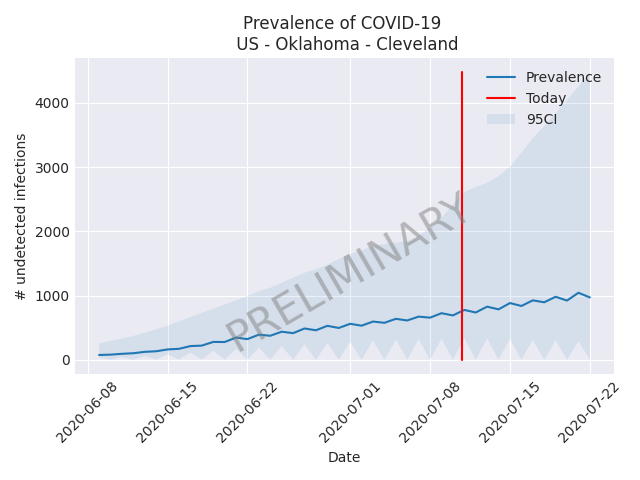 Prevalence of COVID-19
US - Oklahoma - Cleveland
Prevalence
Today
95CI
4000
3000
2000
1000
0
# undetected infections
PRELIMINARY
2020-06-08
2020-06-15
2020-06-22
2020-07-01
2020-07-08
2020-07-15
2020-07-22
Date